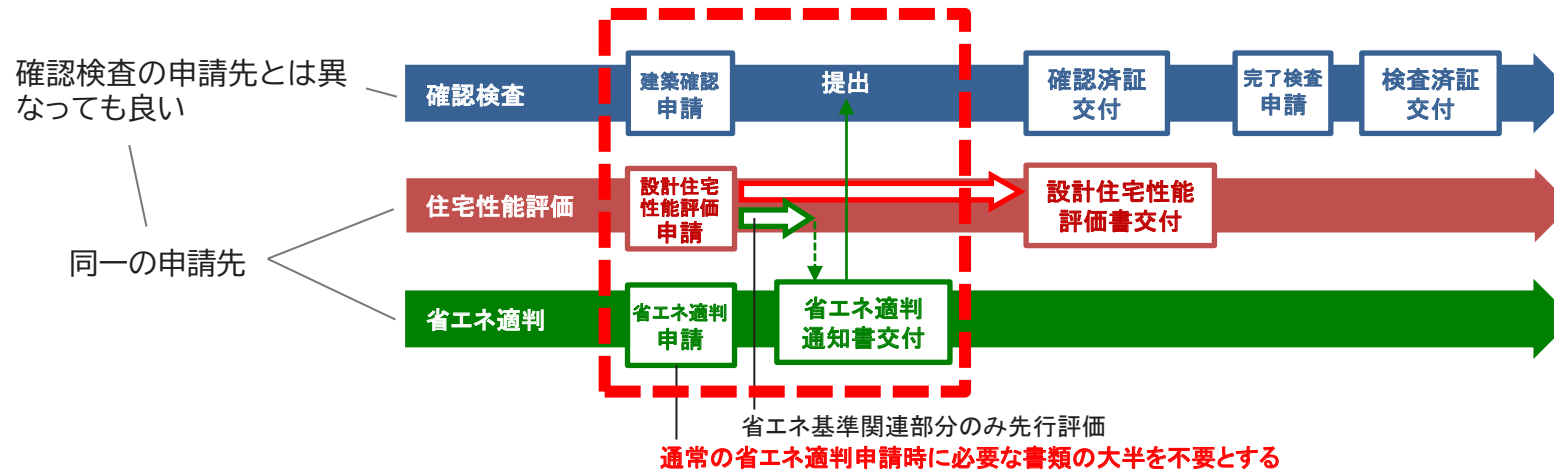 確認検査の申請先とは異
なっても良い
同一の申請先
確認検査
建築確認
申請
提出
確認済証
交付
完了検査
申請
検査済証
交付
住宅性能評価
設計住宅
性能評価
申請
設計住宅性能
評価書交付
省エネ適判
省エネ適判
申請
省エネ適判
通知書交付
省エネ基準関連部分のみ先行評価
通常の省エネ適判申請時に必要な書類の大半を不要とする